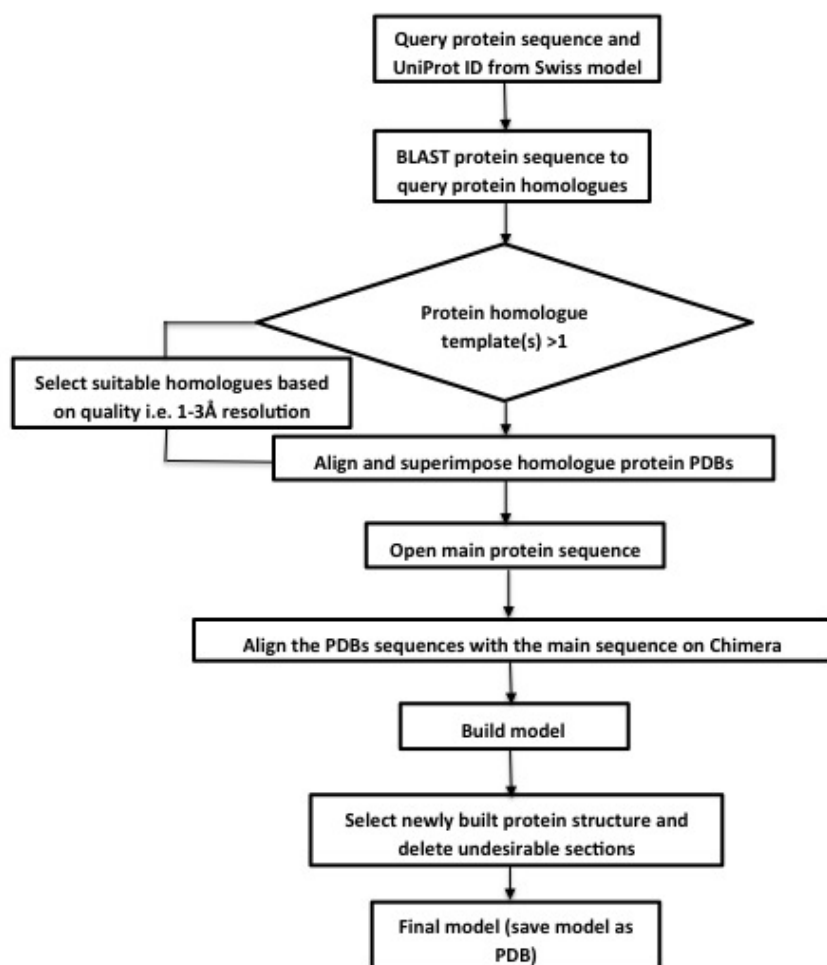 Query protein sequence and
UniProt ID from Swiss model
BLAST protein sequence to
query protein homologues
Protein homologue
template(s) >1
Select suitable homologues based
on quality i.e. 1-3Å resolution
Align and superimpose homologue protein PDBs
Open main protein sequence
Align the PDBs sequences with the main sequence on Chimera
Build model
Select newly built protein structure and
delete undesirable sections
Final model (save model as
PDB)